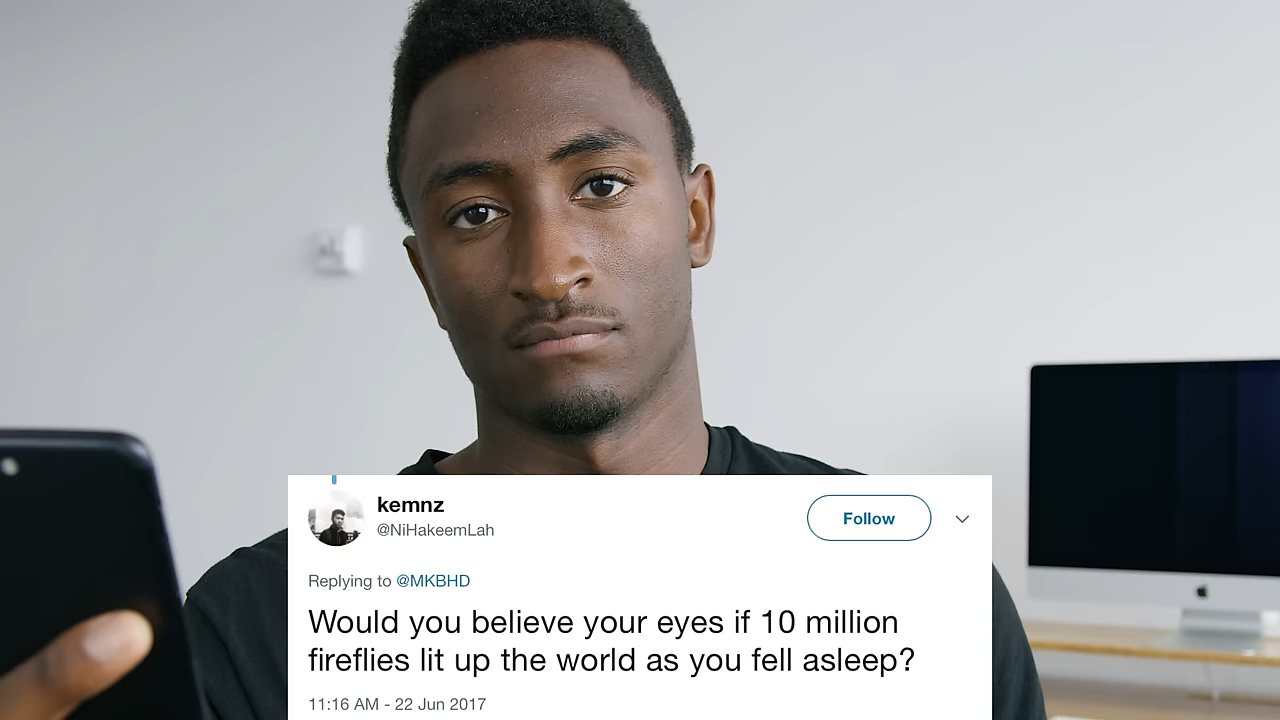 kemnz
@NiHakeemLah
Follow
Replying to @MKBHD
Would you believe your eyes if 10 million
fireflies lit up the world as you fell asleep?
11:16 AM - 22 Jun 2017